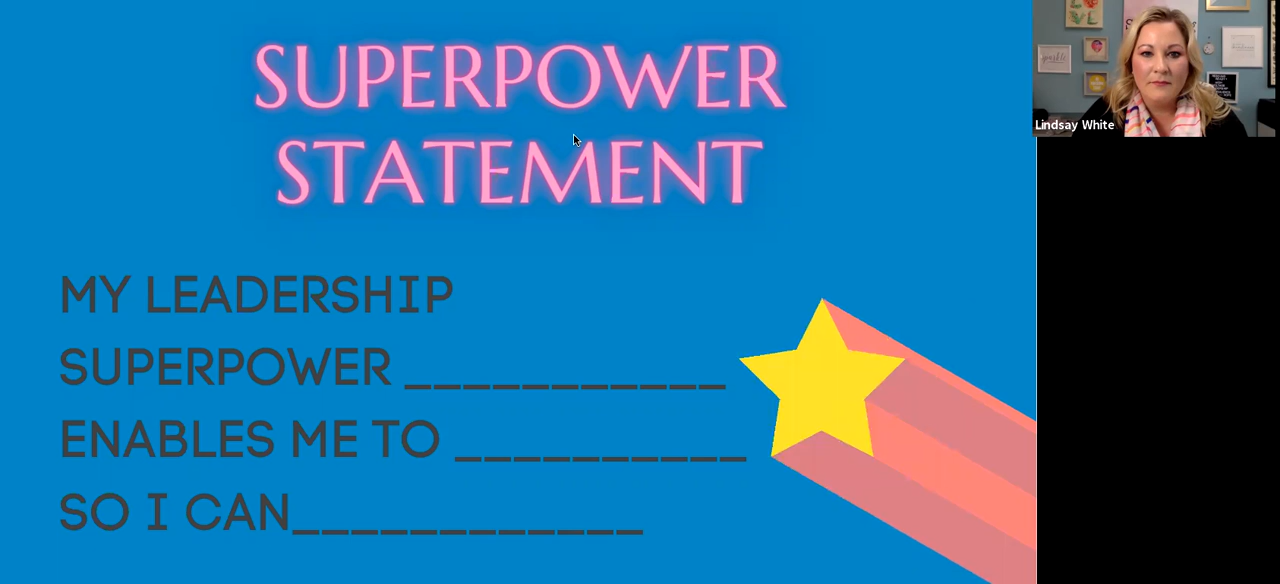 SUPERPOWER
STATEMENT
MY LEADERSHIP
SUPERPOWER ___________
ENABLES ME TO __________
SO I CAN____________
Lindsay White